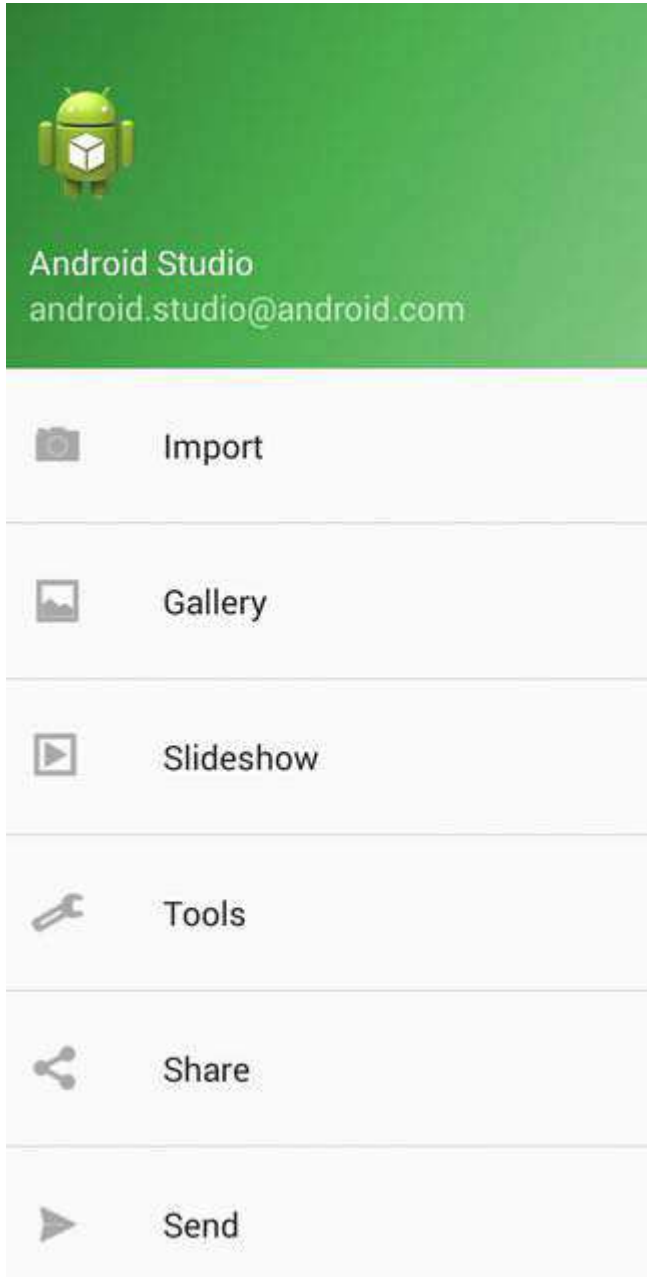 Android Studio
android.studio@android.com
Import
Gallery
Slideshow
Tools
Share
Send